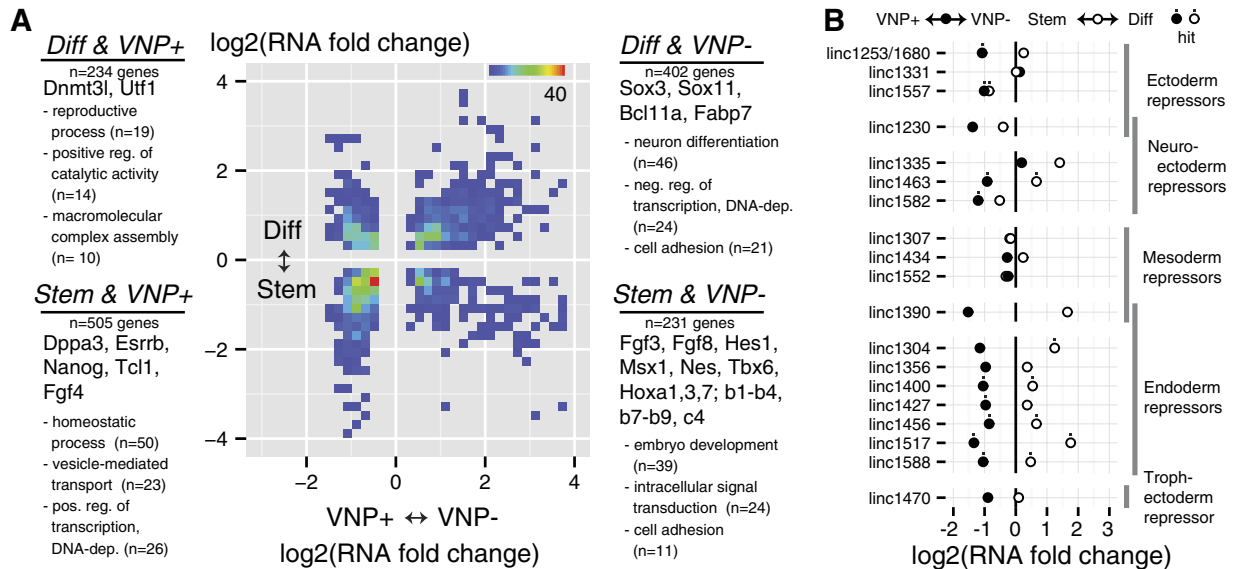 A
Diff & VNP+
n=234 genes
Dnmt3l, Utf1
- reproductive
process (n=19)
- positive reg. of
catalytic activity
(n=14)
- macromolecular
complex assembly
(n= 10)
Stem & VNP+
n=505 genes
Dppa3, Esrrb,
Nanog, Tcl1,
Fgf4
- homeostatic
process (n=50)
- vesicle-mediated
transport (n=23)
- pos. reg. of
transcription,
DNA-dep. (n=26)
log2(RNA fold change)
40
4
2
0
−2
−4
Diff
↕
Stem
−2 0 2 4
VNP+ ↔ VNP-
log2(RNA fold change)
Diff & VNP-
n=402 genes
Sox3, Sox11,
Bcl11a, Fabp7
- neuron differentiation
(n=46)
- neg. reg. of
transcription, DNA-dep.
(n=24)
- cell adhesion (n=21)
Stem & VNP-
n=231 genes
Fgf3, Fgf8, Hes1,
Msx1, Nes, Tbx6,
Hoxa1,3,7; b1-b4,
b7-b9, c4
- embryo development
(n=39)
- intracellular signal
transduction (n=24)
- cell adhesion
(n=11)
B
VNP+ ↔ VNP- Stem ↔ Diff
hit
linc1253/1680
linc1331
linc1557
Ectoderm
repressors
linc1230
linc1335
linc1463
linc1582
Neuro-
ectoderm
repressors
linc1307
linc1434
linc1552
Mesoderm
repressors
linc1390
linc1304
linc1356
linc1400
linc1427
linc1456
linc1517
linc1588
Endoderm
repressors
linc1470
Troph-
ectoderm
repressor
-2 -1 0 1 2 3
log2(RNA fold change)